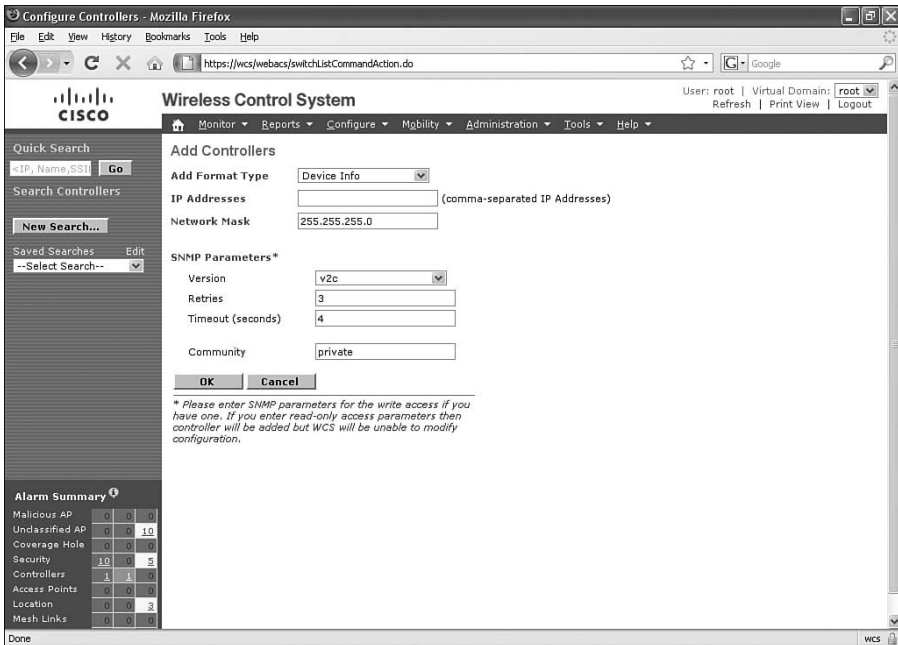 Configure Controllers - Mozilla Firefox
File Edit View History Bookmarks Tools Help
https://wcs/webacs/switchListCommandAction.do
G Google
CISCO
Wireless Control System
User: root | Virtual Domain: root
Refresh | Print View | Logout
Monitor Reports Configure Mobility Administration Tools Help
Quick Search
<IP, Name,SSI
Go
Search Controllers
New Search...
Saved Searches Edit
--Select Search--
Add Controllers
Add Format Type Device Info
IP Addresses (comma-separated IP Addresses)
Network Mask 255.255.255.0
SNMP Parameters*
Version v2c
Retries 3
Timeout (seconds) 4
Community private
OK Cancel
* Please enter SNMP parameters for the write access if you
have one. If you enter read-only access parameters then
controller will be added but WCS will be unable to modify
configuration.
Alarm Summary
Malicious AP 0 0 0
Unclassified AP 0 0 10
Coverage Hole 0 0 0
Security 10 0 5
Controllers 1 1 0
Access Points 0 0 0
Location 0 0 3
Mesh Links 0 0 0
Done
wcs